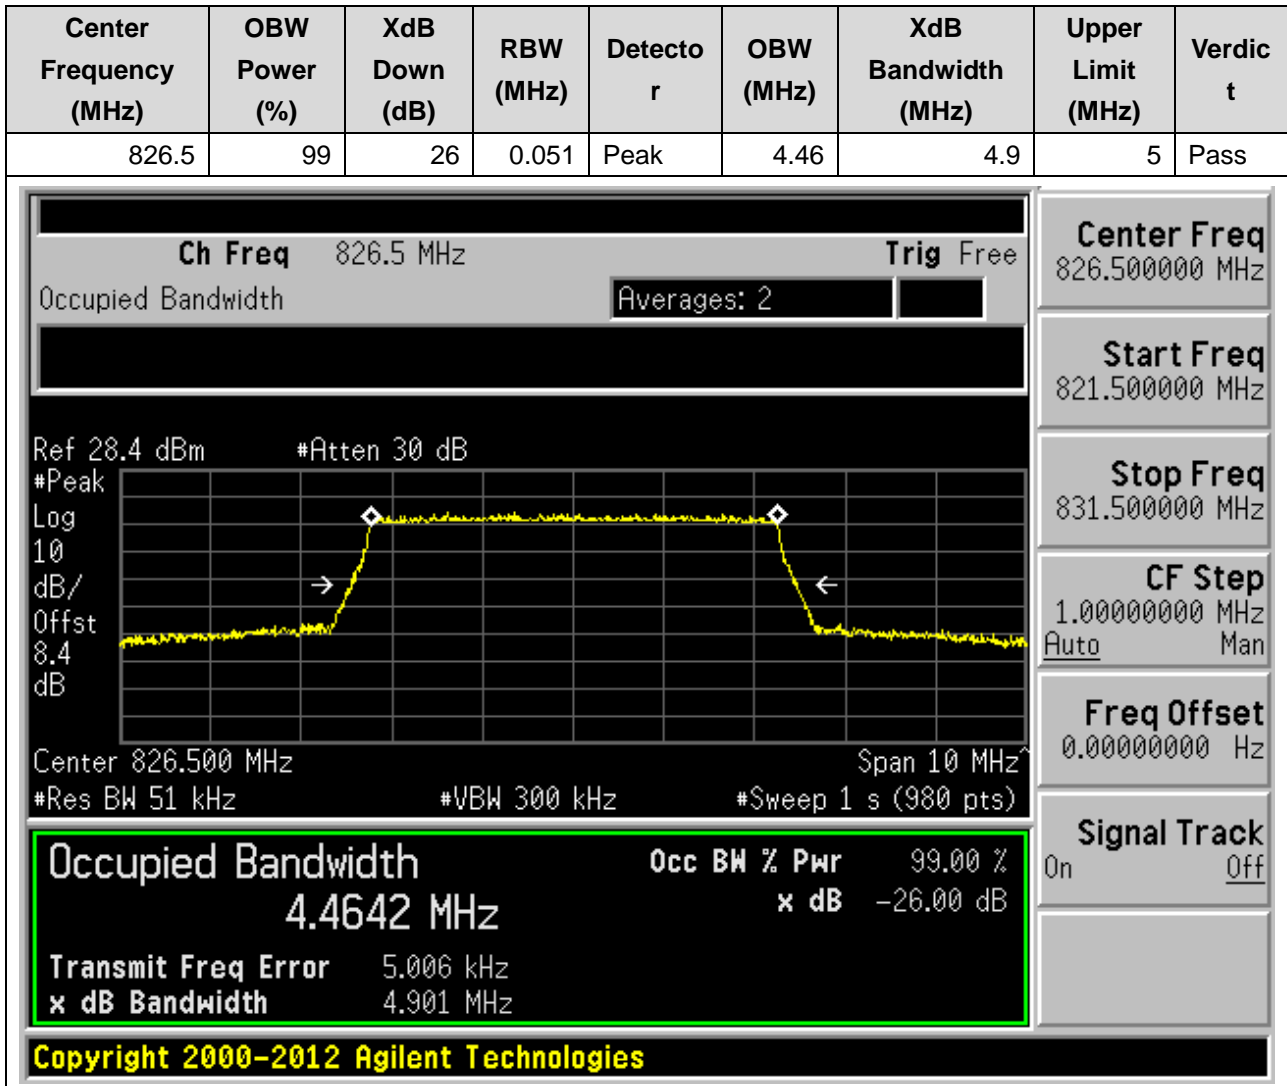 Center Frequency (MHz) OBW Power (%) XdB Down (dB) RBW (MHz) Detecto r OBW (MHz) XdB Bandwidth (MHz) Upper Limit (MHz) Verdic t
826.5 99 26 0.051 Peak 4.46 4.9 5 Pass
Ch Freq 826.5 MHz Trig Free
Occupied Bandwidth Averages: 2
Ref 28.4 dBm #Atten 30 dB
#Peak
Log
10
dB/
Offst
8.4
dB
Center 826.500 MHz Span 10 MHz^
#Res BW 51 kHz #VBW 300 kHz #Sweep 1 s (980 pts)
Occupied Bandwidth Occ BW % Pwr 99.00 %
4.4642 MHz x dB -26.00 dB
Transmit Freq Error 5.006 kHz
x dB Bandwidth 4.901 MHz
Copyright 2000-2012 Agilent Technologies
Center Freq
826.500000 MHz
Start Freq
821.500000 MHz
Stop Freq
831.500000 MHz
CF Step
1.00000000 MHz
Auto Man
Freq Offset
0.00000000 Hz
Signal Track
On Off